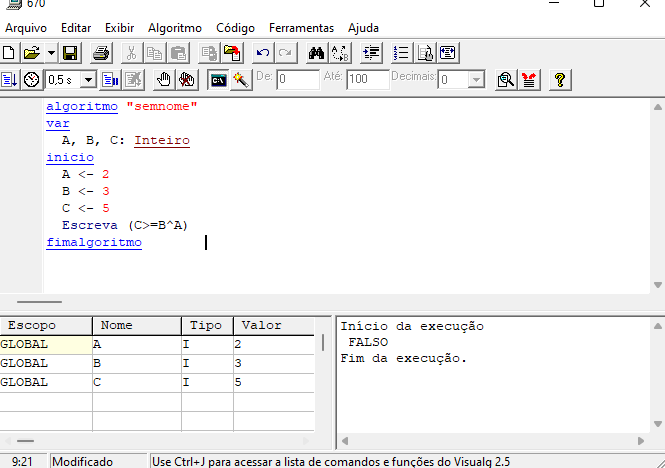 670
Arquivo Editar Exibir Algoritmo Código Ferramentas Ajuda
0,5 s De: 0 Até: 100 Decimais: 0
algoritmo "semnome"
var
A, B, C: Inteiro
inicio
A <- 2
B <- 3
C <- 5
Escreva (C>=B^A)
fimalgoritmo
Escopo Nome Tipo Valor
GLOBAL A I 2
GLOBAL B I 3
GLOBAL C I 5
Início da execução
FALSO
Fim da execução.
9:21 Modificado Use Ctrl+J para acessar a lista de comandos e funções do Visualg 2.5